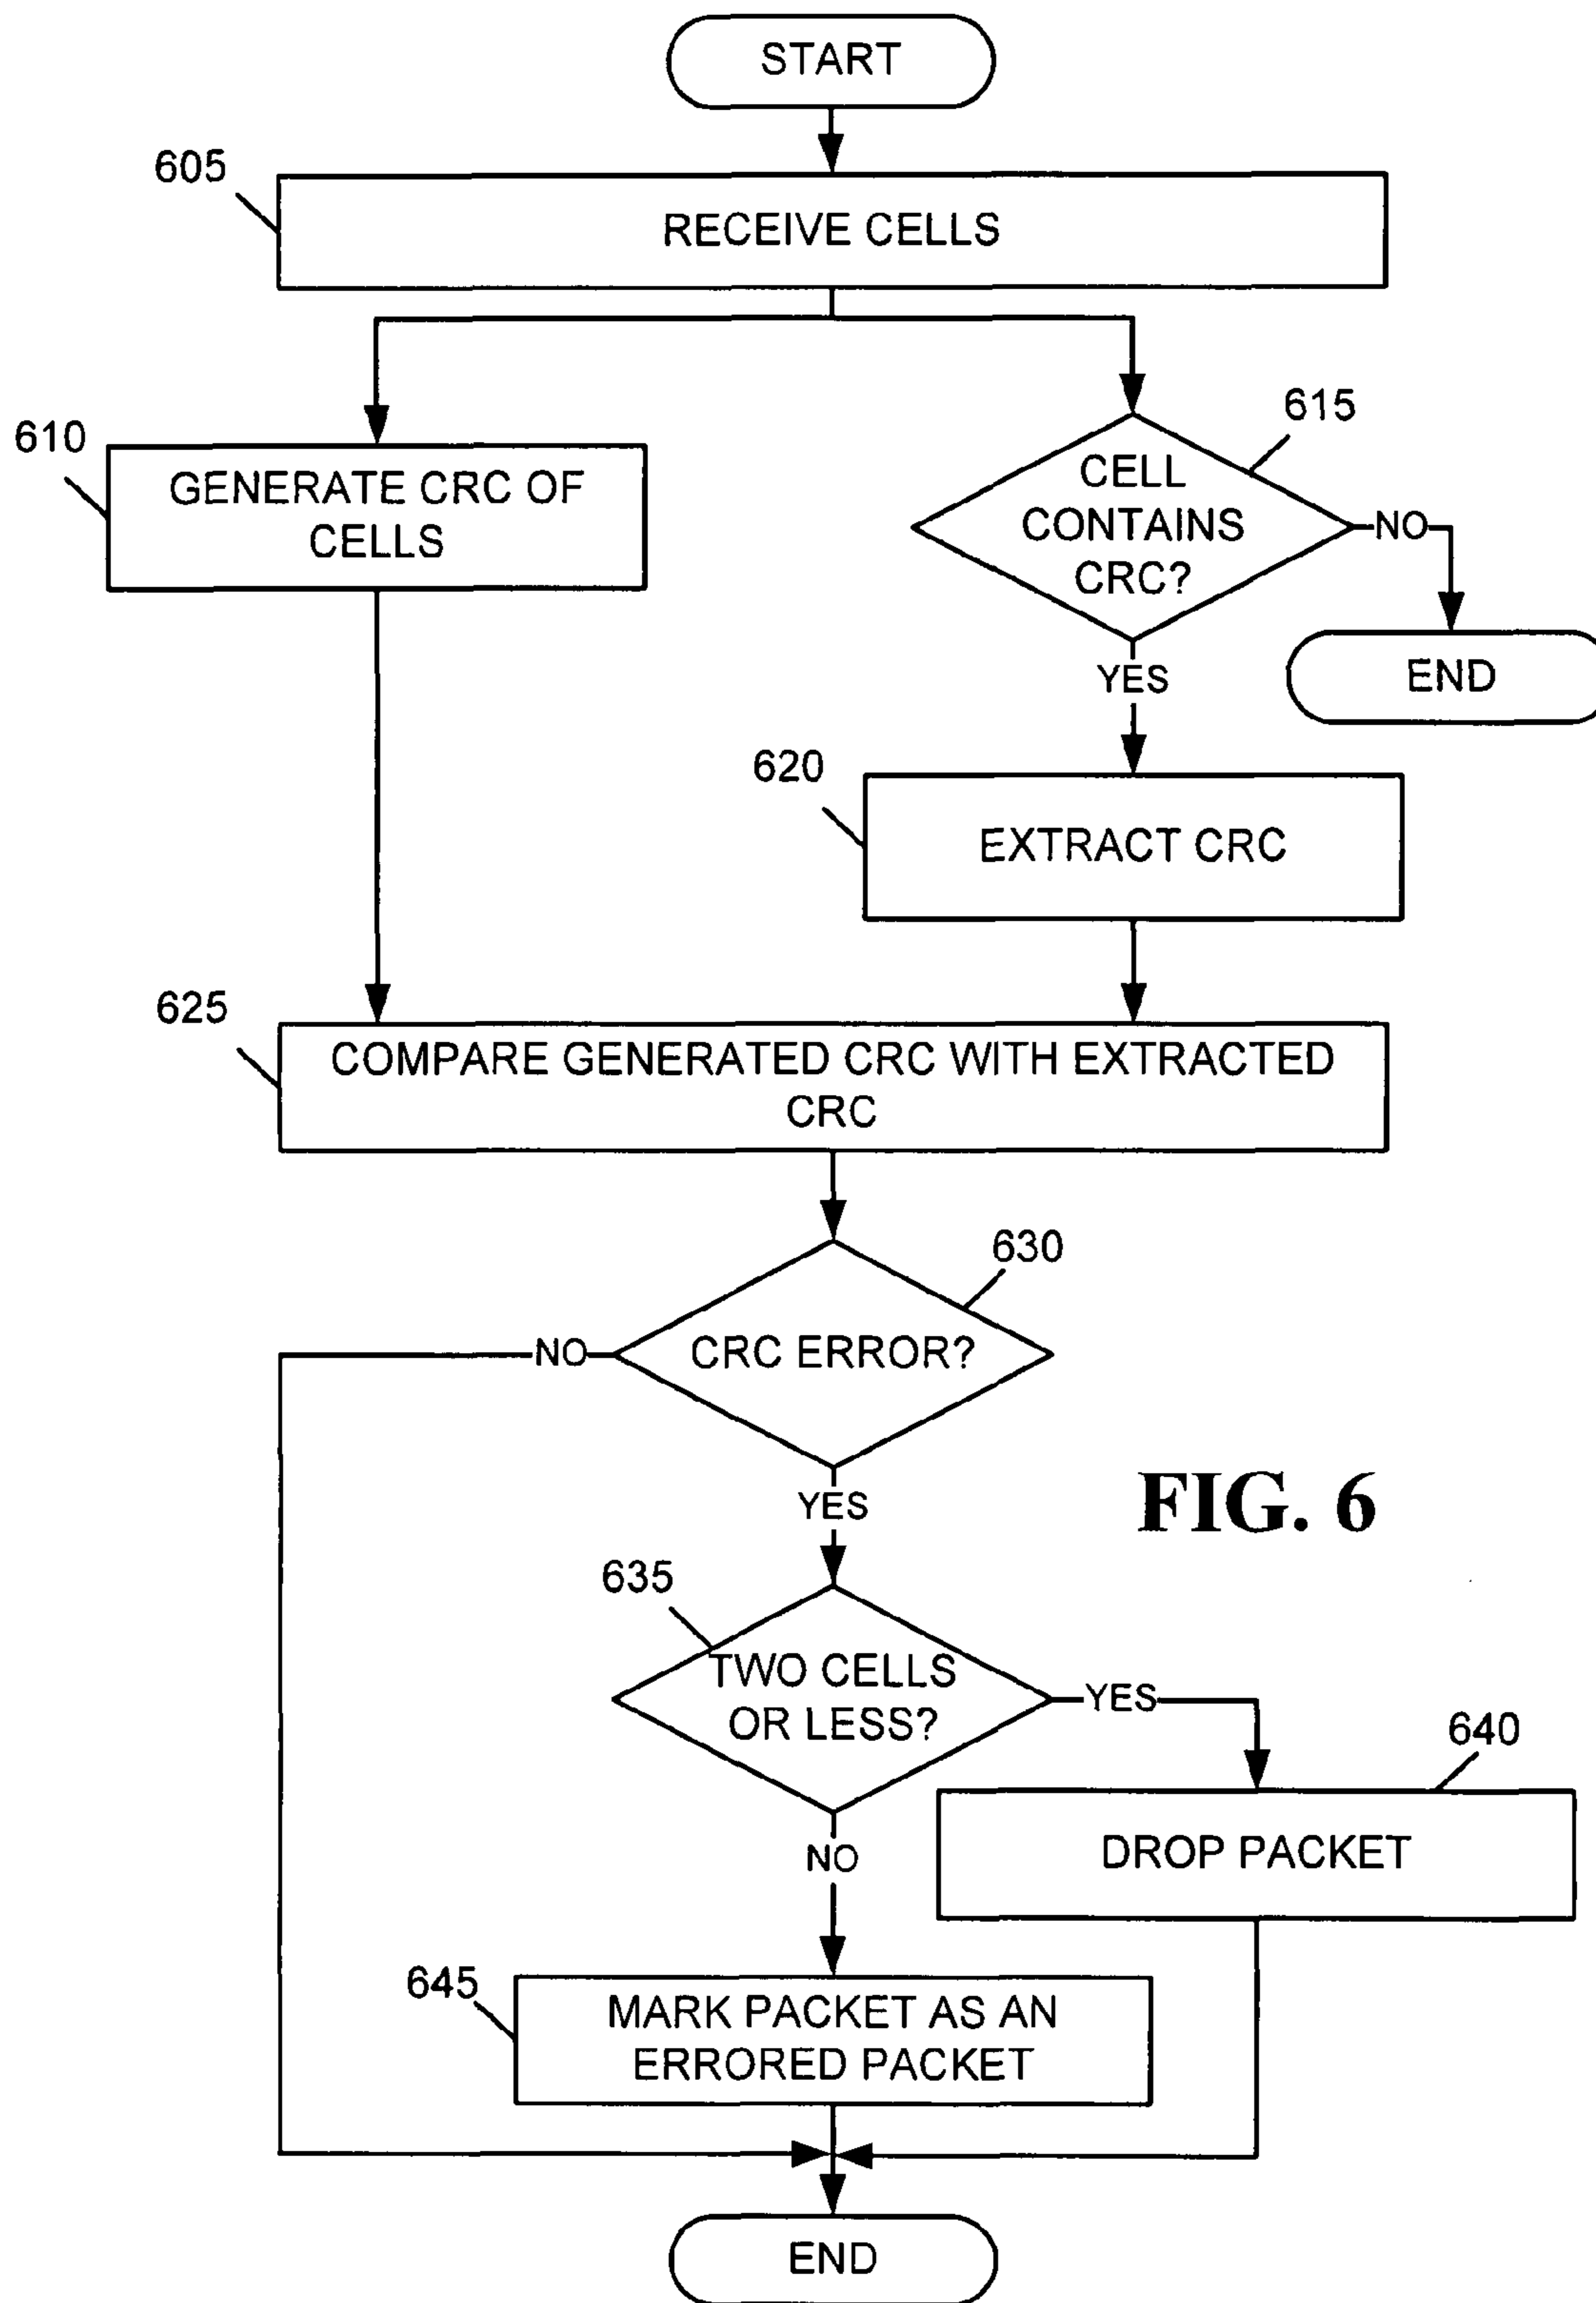 START
605
RECEIVE CELLS
610
GENERATE CRC OF
CELLS
615
CELL
CONTAINS
CRC?
NO
END
YES
620
EXTRACT CRC
625
COMPARE GENERATED CRC WITH EXTRACTED
CRC
630
CRC ERROR?
NO
YES
FIG. 6
635
TWO CELLS
OR LESS?
YES
640
DROP PACKET
NO
645
MARK PACKET AS AN
ERRORED PACKET
END